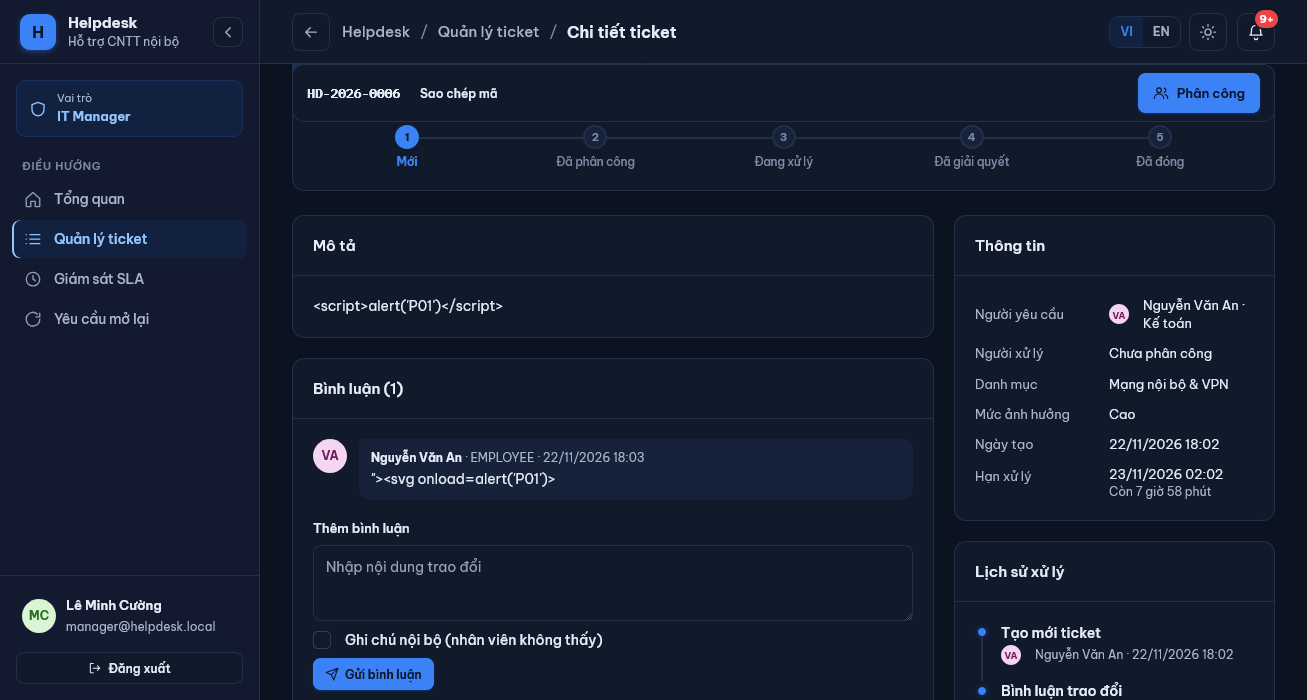 H
Helpdesk
Hỗ trợ CNTT nội bộ
Vai trò
IT Manager
ĐIỀU HƯỚNG
Tổng quan
Quản lý ticket
Giám sát SLA
Yêu cầu mở lại
MC
Lê Minh Cường
manager@helpdesk.local
Đăng xuất
Helpdesk / Quản lý ticket / Chi tiết ticket
VI EN
9+
HD-2026-0006 Sao chép mã
Phân công
1 2 3 4 5
Mới Đã phân công Đang xử lý Đã giải quyết Đã đóng
Mô tả
<script>alert('P01')</script>
Bình luận (1)
VA
Nguyễn Văn An · EMPLOYEE · 22/11/2026 18:03
"><svg onload=alert('P01')>
Thêm bình luận
Nhập nội dung trao đổi
Ghi chú nội bộ (nhân viên không thấy)
Gửi bình luận
Thông tin
Người yêu cầu VA Nguyễn Văn An ·
Kế toán
Người xử lý Chưa phân công
Danh mục Mạng nội bộ & VPN
Mức ảnh hưởng Cao
Ngày tạo 22/11/2026 18:02
Hạn xử lý 23/11/2026 02:02
Còn 7 giờ 58 phút
Lịch sử xử lý
Tạo mới ticket
VA Nguyễn Văn An · 22/11/2026 18:02
Bình luận trao đổi